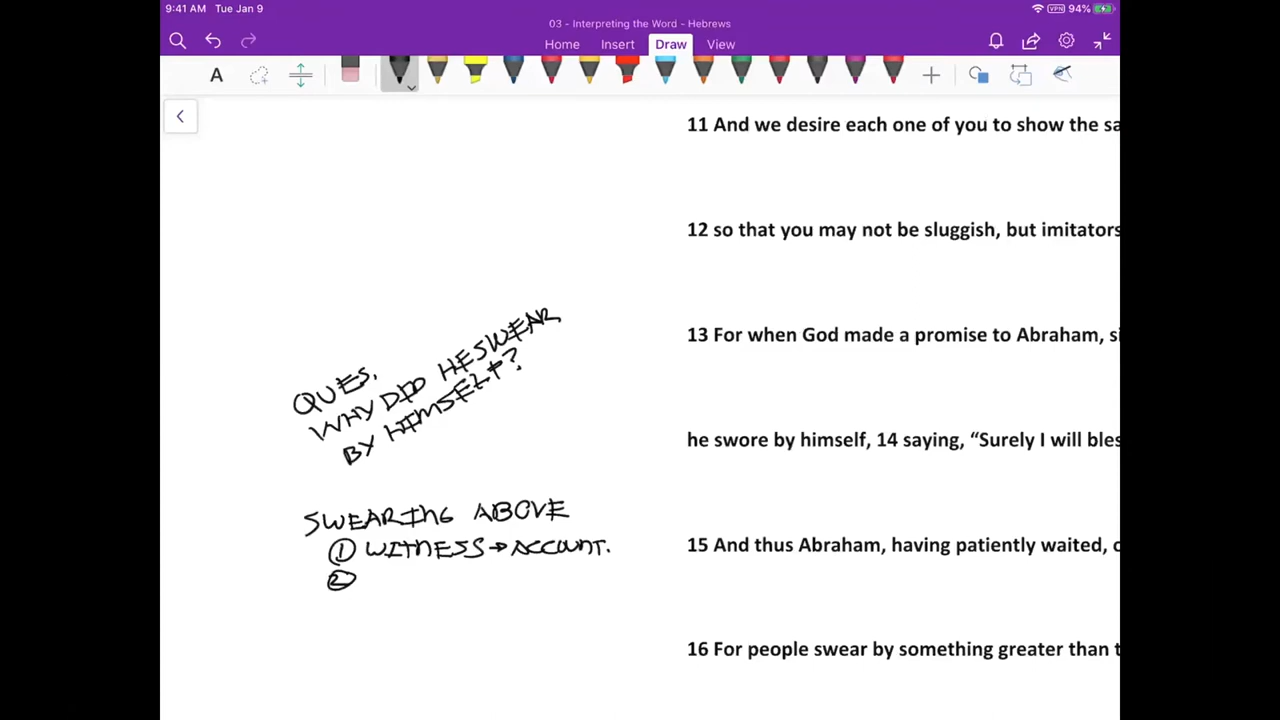 9:41 AM Tue Jan 9
VPN 94%
03 - Interpreting the Word - Hebrews
Home Insert Draw View
A
11 And we desire each one of you to show the sa
12 so that you may not be sluggish, but imitators
13 For when God made a promise to Abraham, si
he swore by himself, 14 saying, “Surely I will bles
15 And thus Abraham, having patiently waited, o
16 For people swear by something greater than t
QUES.
WHY DID HE SWEAR
BY HIMSELF?
SWEARING ABOVE
① WITNESS → ACCOUNT.
②